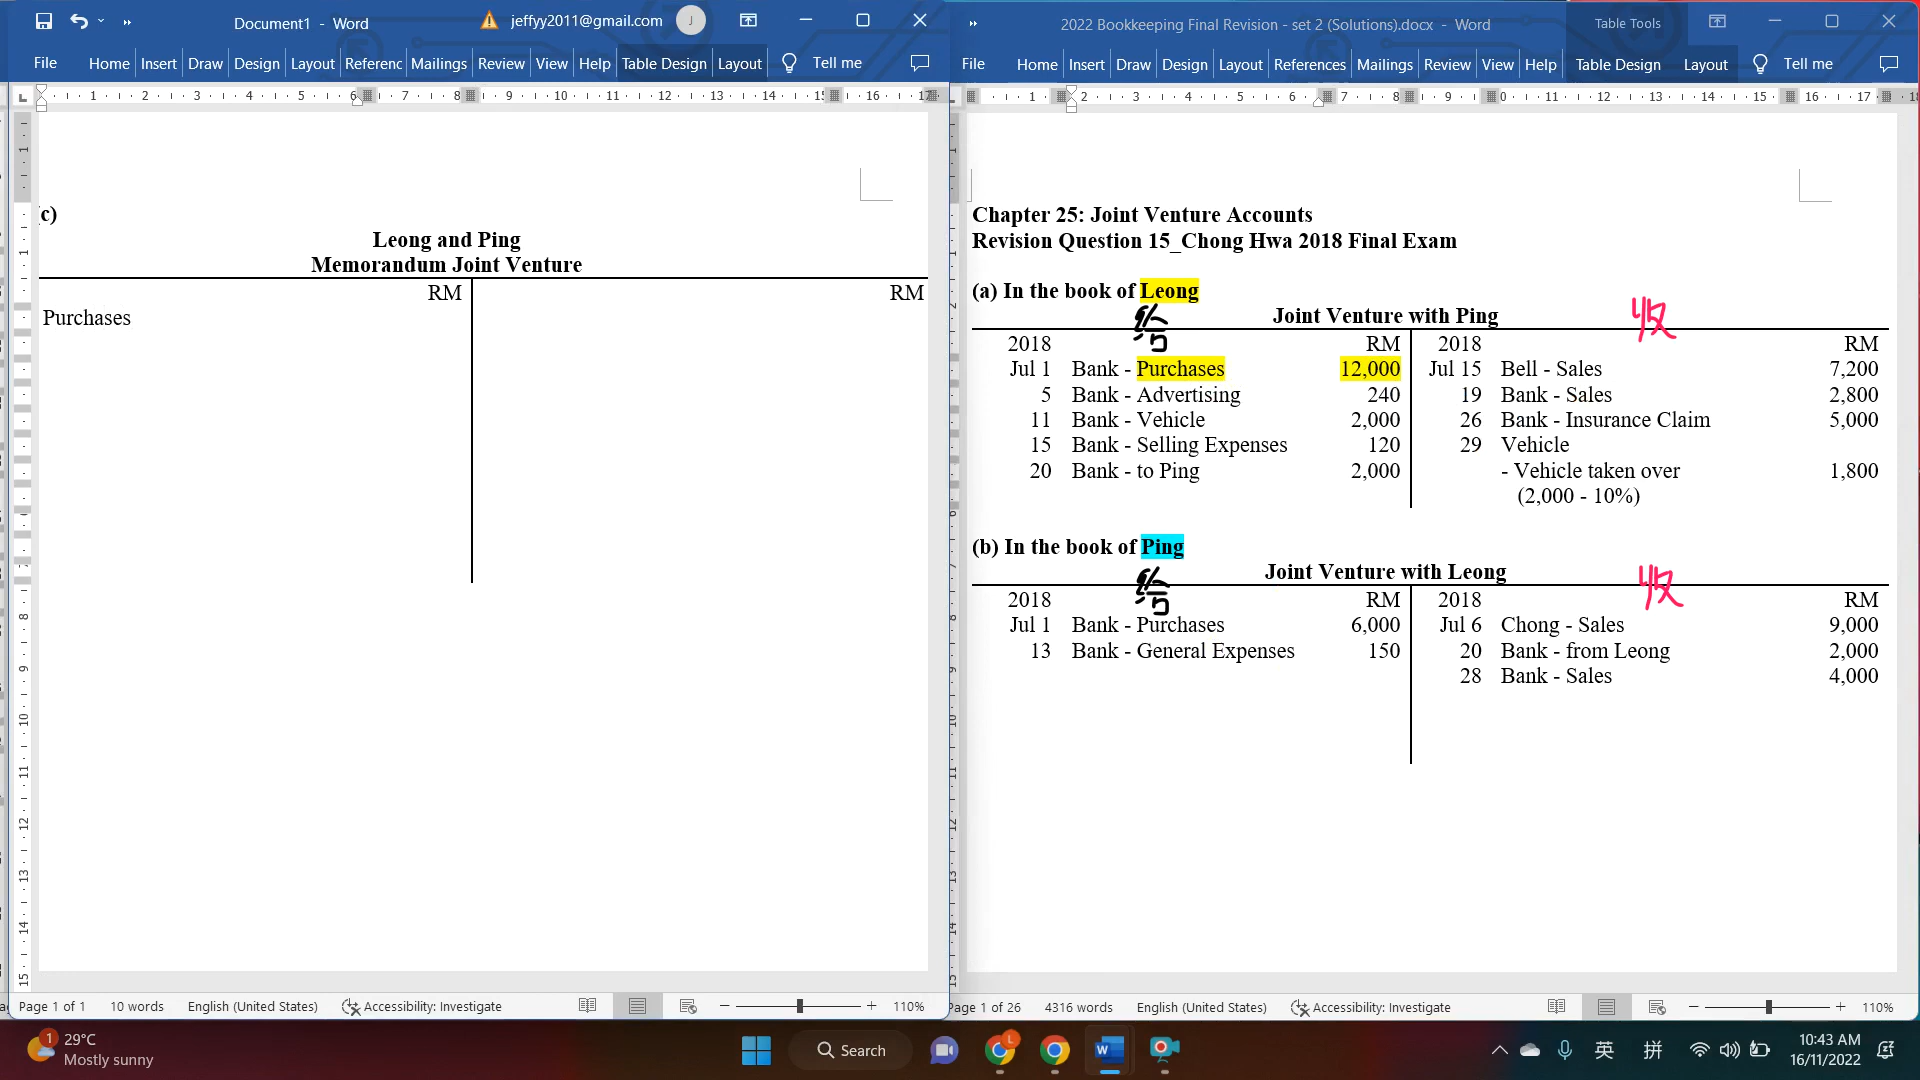 Document1 - Word
jeffyy2011@gmail.com
J
File Home Insert Draw Design Layout Referenc Mailings Review View Help Table Design Layout Tell me
(c)
Leong and Ping
Memorandum Joint Venture
RM RM
Purchases
Page 1 of 1 10 words English (United States) Accessibility: Investigate 110%
2022 Bookkeeping Final Revision - set 2 (Solutions).docx - Word
Table Tools
File Home Insert Draw Design Layout References Mailings Review View Help Table Design Layout Tell me
Chapter 25: Joint Venture Accounts
Revision Question 15_Chong Hwa 2018 Final Exam
(a) In the book of Leong
给 Joint Venture with Ping 收
2018 RM 2018 RM
Jul 1 Bank - Purchases 12,000 Jul 15 Bell - Sales 7,200
5 Bank - Advertising 240 19 Bank - Sales 2,800
11 Bank - Vehicle 2,000 26 Bank - Insurance Claim 5,000
15 Bank - Selling Expenses 120 29 Vehicle
20 Bank - to Ping 2,000 - Vehicle taken over 1,800
(2,000 - 10%)
(b) In the book of Ping
给 Joint Venture with Leong 收
2018 RM 2018 RM
Jul 1 Bank - Purchases 6,000 Jul 6 Chong - Sales 9,000
13 Bank - General Expenses 150 20 Bank - from Leong 2,000
28 Bank - Sales 4,000
Page 1 of 26 4316 words English (United States) Accessibility: Investigate 110%
1 29°C
Mostly sunny
Search
L
英 拼
10:43 AM
16/11/2022